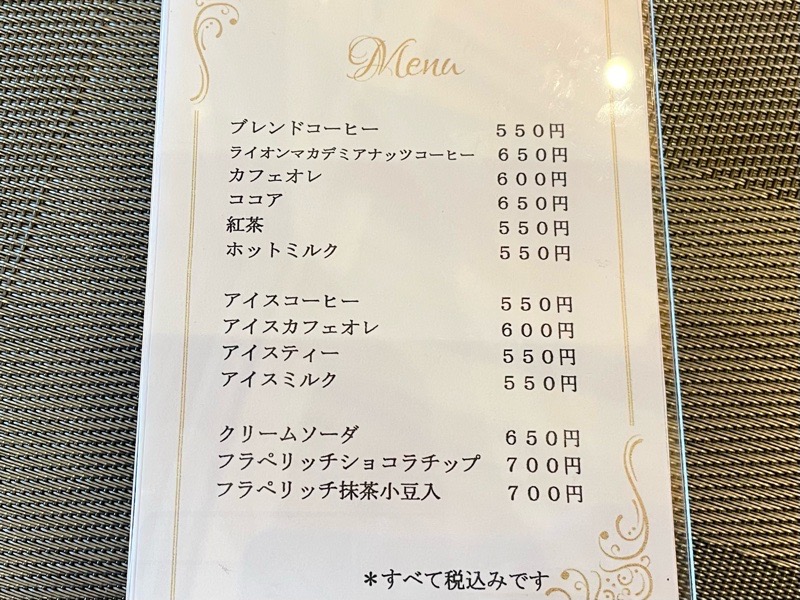 Menu
ブレンドコーヒー ５５０円
ライオンマカデミアナッツコーヒー ６５０円
カフェオレ ６００円
ココア ６５０円
紅茶 ５５０円
ホットミルク ５５０円
アイスコーヒー ５５０円
アイスカフェオレ ６００円
アイスティー ５５０円
アイスミルク ５５０円
クリームソーダ ６５０円
フラペリッチショコラチップ ７００円
フラペリッチ抹茶小豆入 ７００円
＊すべて税込みです